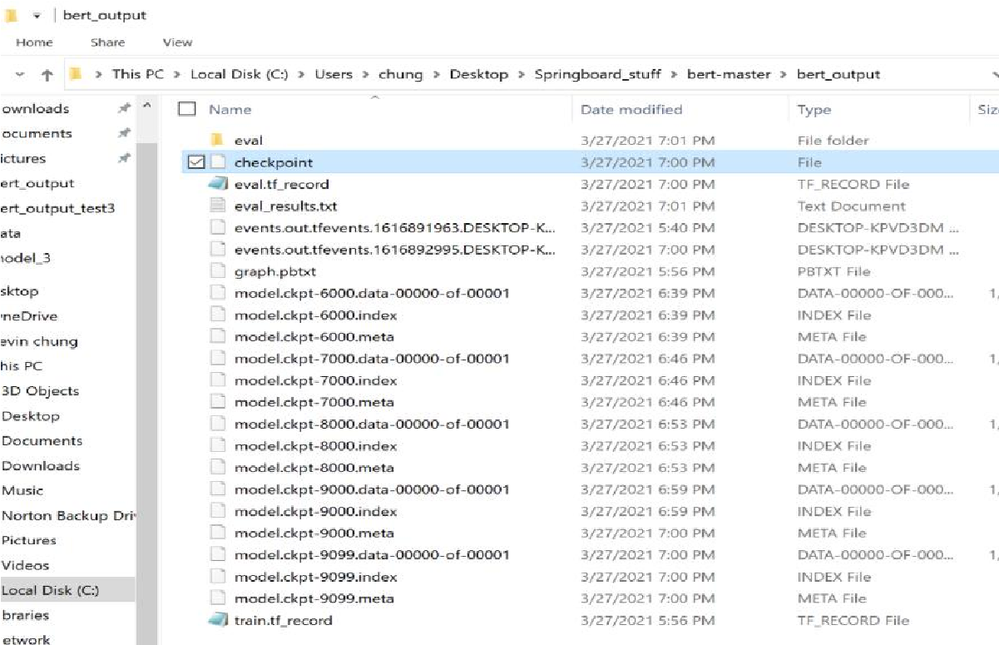 bert_output
Home Share View
This PC > Local Disk (C:) > Users > chung > Desktop > Springboard_stuff > bert-master > bert_output
ownloads
ocuments
ictures
ert_output
ert_output_test3
ata
nodel_3
sktop
neDrive
evin chung
his PC
3D Objects
Desktop
Documents
Downloads
Music
Norton Backup Driv
Pictures
Videos
Local Disk (C:)
braries
etwork
Name Date modified Type Siz
eval 3/27/2021 7:01 PM File folder
checkpoint 3/27/2021 7:00 PM File
eval.tf_record 3/27/2021 7:00 PM TF_RECORD File
eval_results.txt 3/27/2021 7:01 PM Text Document
events.out.tfevents.1616891963.DESKTOP-K... 3/27/2021 5:40 PM DESKTOP-KPVD3DM ...
events.out.tfevents.1616892995.DESKTOP-K... 3/27/2021 7:00 PM DESKTOP-KPVD3DM ...
graph.pbtxt 3/27/2021 5:56 PM PBTXT File
model.ckpt-6000.data-00000-of-00001 3/27/2021 6:39 PM DATA-00000-OF-000... 1,
model.ckpt-6000.index 3/27/2021 6:39 PM INDEX File
model.ckpt-6000.meta 3/27/2021 6:39 PM META File
model.ckpt-7000.data-00000-of-00001 3/27/2021 6:46 PM DATA-00000-OF-000... 1,
model.ckpt-7000.index 3/27/2021 6:46 PM INDEX File
model.ckpt-7000.meta 3/27/2021 6:46 PM META File
model.ckpt-8000.data-00000-of-00001 3/27/2021 6:53 PM DATA-00000-OF-000... 1,
model.ckpt-8000.index 3/27/2021 6:53 PM INDEX File
model.ckpt-8000.meta 3/27/2021 6:53 PM META File
model.ckpt-9000.data-00000-of-00001 3/27/2021 6:59 PM DATA-00000-OF-000... 1,
model.ckpt-9000.index 3/27/2021 6:59 PM INDEX File
model.ckpt-9000.meta 3/27/2021 7:00 PM META File
model.ckpt-9099.data-00000-of-00001 3/27/2021 7:00 PM DATA-00000-OF-000... 1,
model.ckpt-9099.index 3/27/2021 7:00 PM INDEX File
model.ckpt-9099.meta 3/27/2021 7:00 PM META File
train.tf_record 3/27/2021 5:56 PM TF_RECORD File